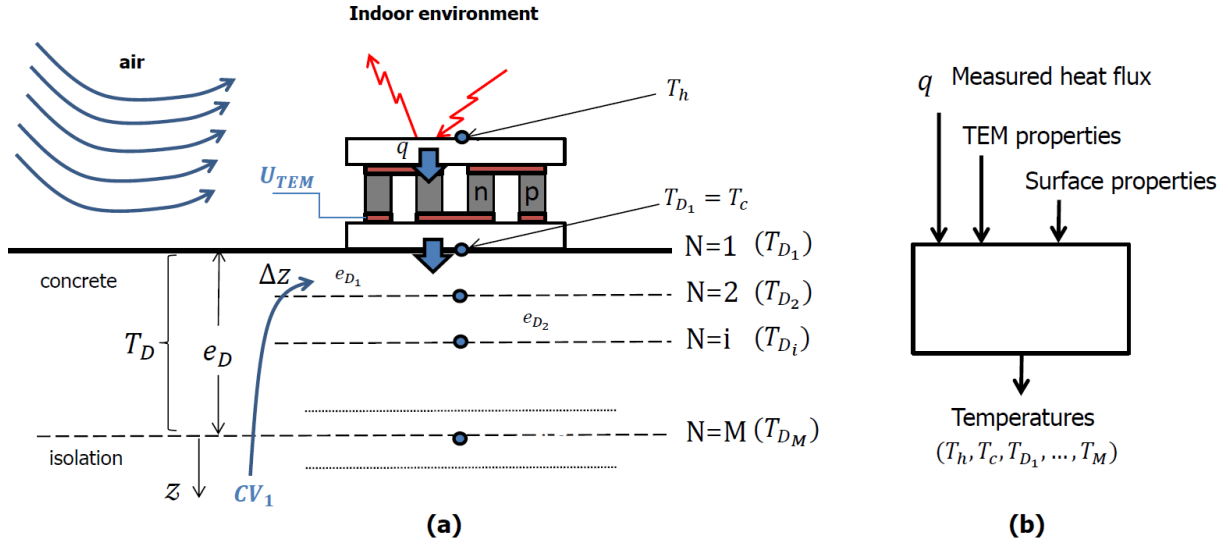 Indoor environment
air
T_h
q
U_TEM
n
p
T_{D_1} = T_c
N=1 (T_{D_1})
concrete
Δz
e_{D_1}
N=2 (T_{D_2})
e_{D_2}
T_D
e_D
N=i (T_{D_i})
N=M (T_{D_M})
isolation
z
CV_1
(a)
q Measured heat flux
TEM properties
Surface properties
Temperatures
(T_h, T_c, T_{D_1}, ..., T_M)
(b)